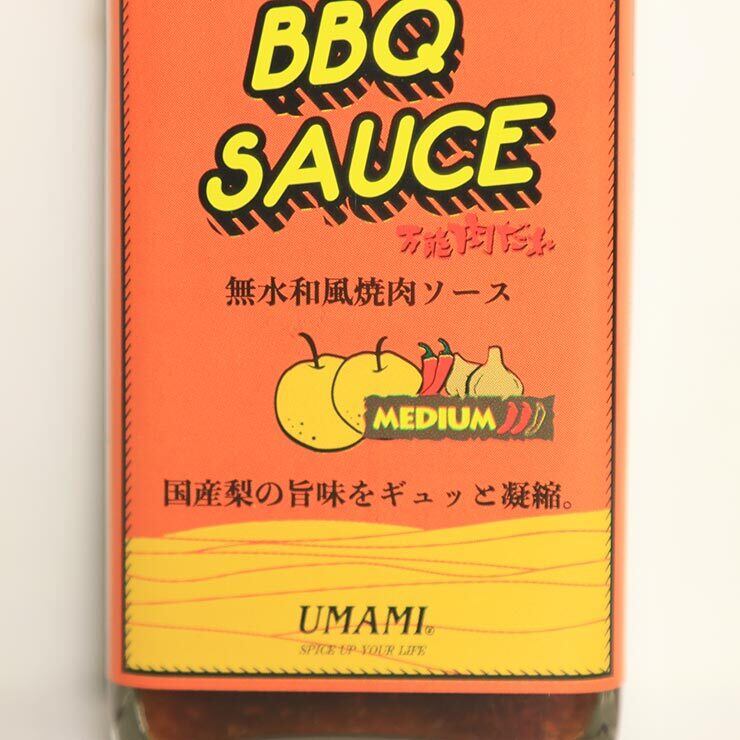 BBQ
SAUCE
万能肉だれ
無水和風焼肉ソース
MEDIUM
国産梨の旨味をギュッと凝縮。
UMAMI®
SPICE UP YOUR LIFE